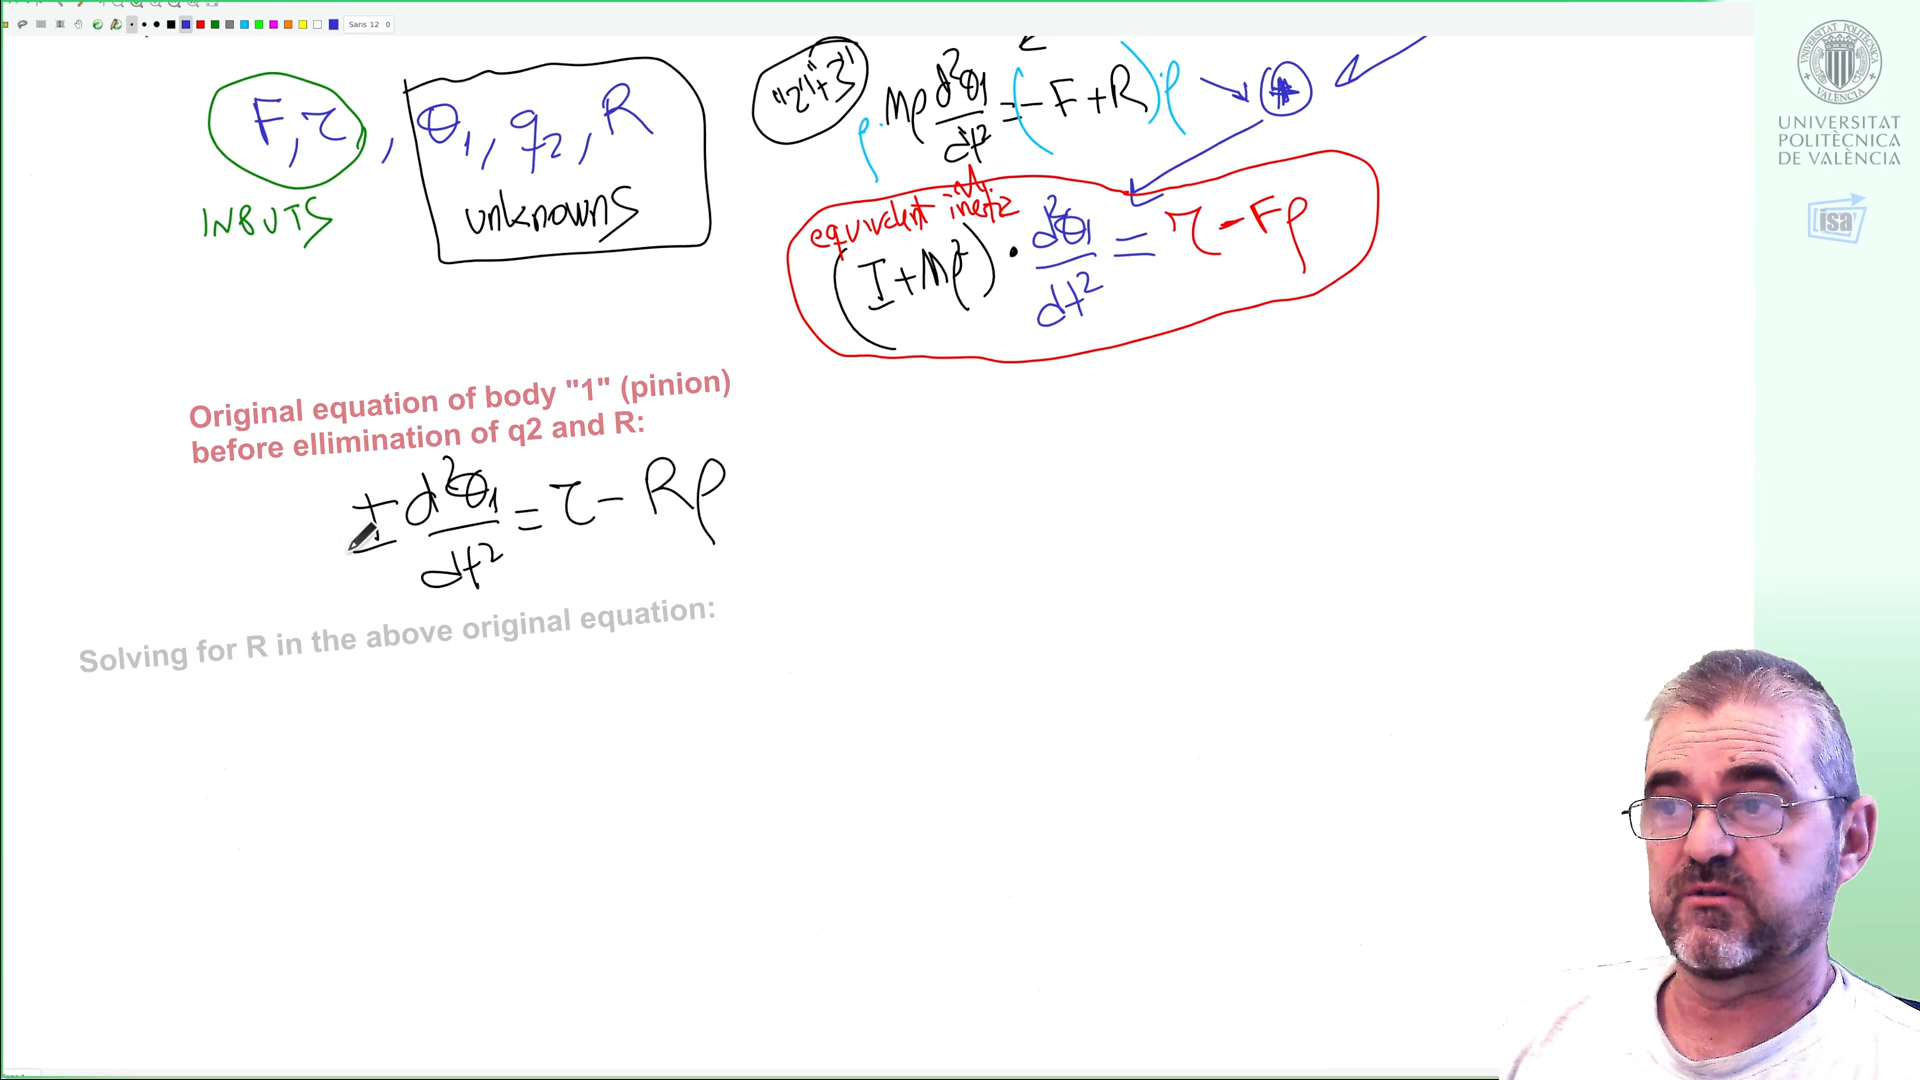 Sans 12
"2"+"3"
Mρ d²θ₁/dt² = (-F+R)·ρ
ρ·
F, τ, θ₁, q₂, R
INPUTS
unknowns
equivalent inertia
(I+Mρ²) · d²θ₁/dt² = τ - Fρ
Original equation of body "1" (pinion)
before ellimination of q2 and R:
I d²θ₁/dt² = τ - Rρ
Solving for R in the above original equation:
UNIVERSITAT
POLITÈCNICA
DE VALÈNCIA
isa